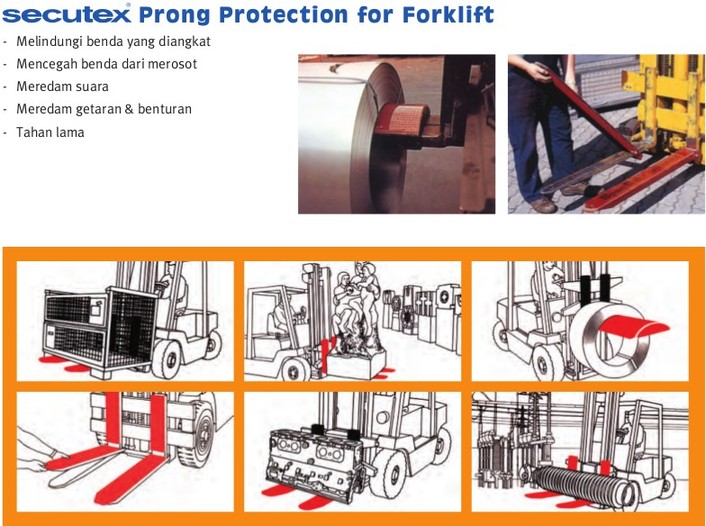 secutex® Prong Protection for Forklift
- Melindungi benda yang diangkat
- Mencegah benda dari merosot
- Meredam suara
- Meredam getaran & benturan
- Tahan lama